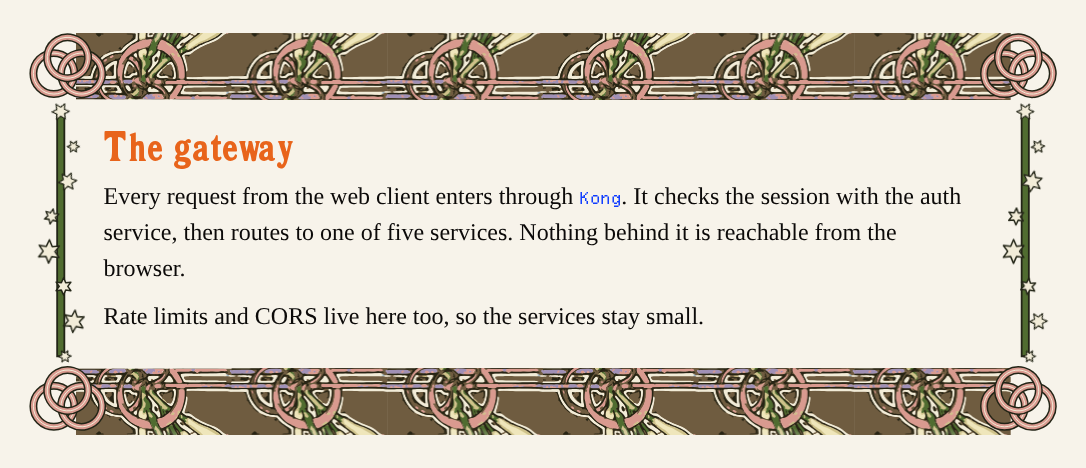 The gateway
Every request from the web client enters through Kong. It checks the session with the auth
service, then routes to one of five services. Nothing behind it is reachable from the
browser.
Rate limits and CORS live here too, so the services stay small.